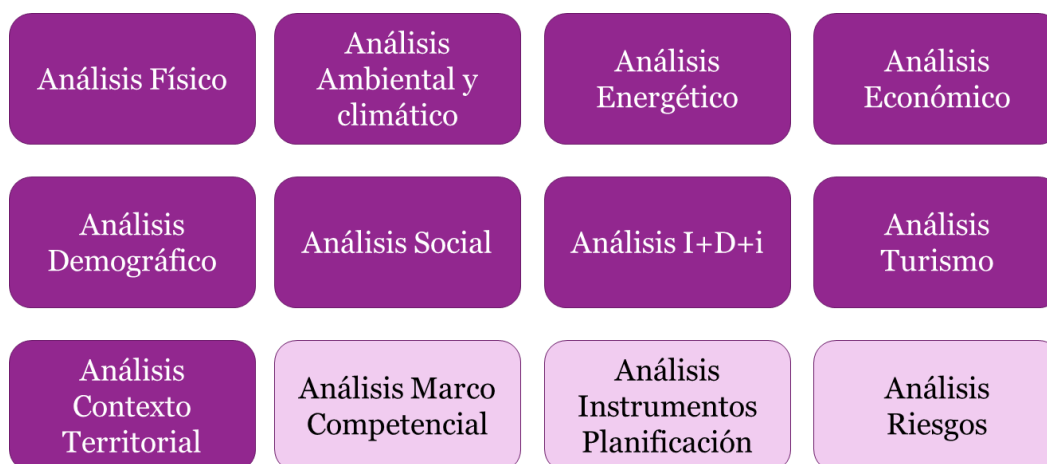 Análisis Físico
Análisis
Ambiental y
climático
Análisis
Energético
Análisis
Económico
Análisis
Demográfico
Análisis Social
Análisis I+D+i
Análisis
Turismo
Análisis
Contexto
Territorial
Análisis Marco
Competencial
Análisis
Instrumentos
Planificación
Análisis
Riesgos